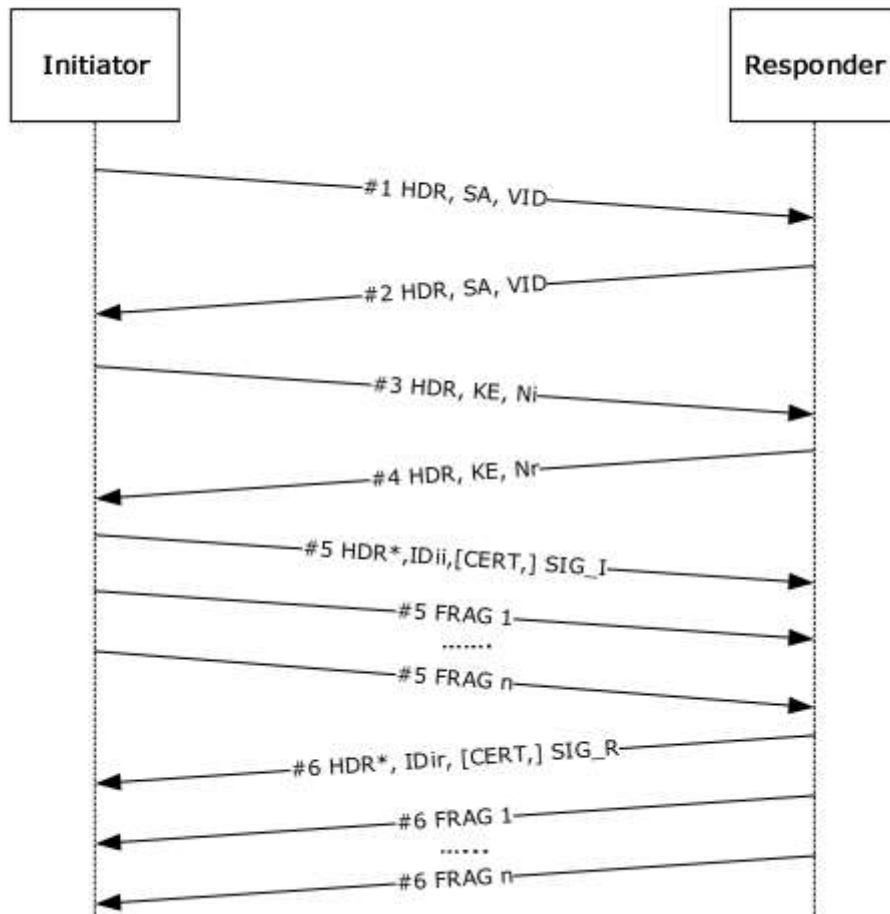 Initiator
Responder
#1 HDR, SA, VID
#2 HDR, SA, VID
#3 HDR, KE, Ni
#4 HDR, KE, Nr
#5 HDR*,IDii,[CERT,] SIG_I
#5 FRAG 1
.......
#5 FRAG n
#6 HDR*, IDir, [CERT,] SIG_R
#6 FRAG 1
......
#6 FRAG n